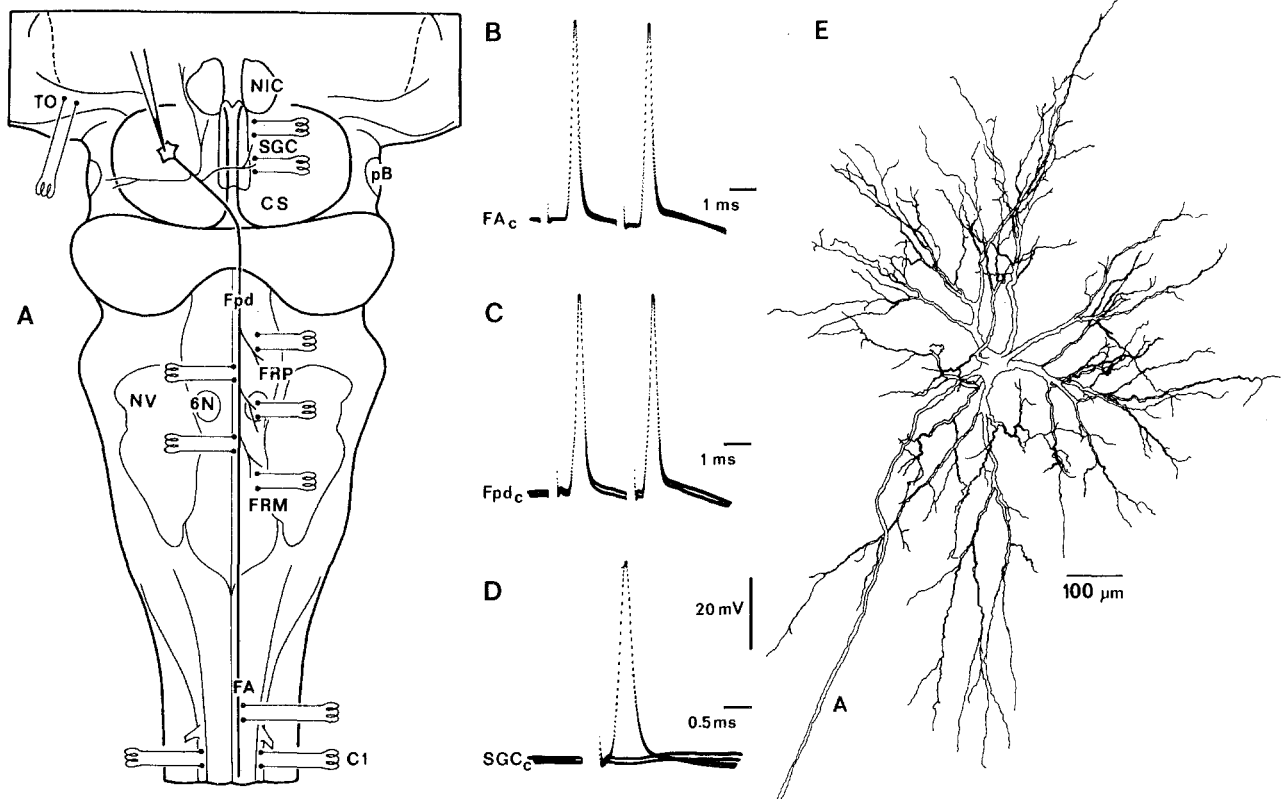 A
TO
NIC
SGC
pB
CS
Fpd
FRP
NV
6N
FRM
FA
C1
B
1 ms
FAc
C
1 ms
Fpdc
D
20 mV
0.5 ms
SGCc
E
100 µm
A